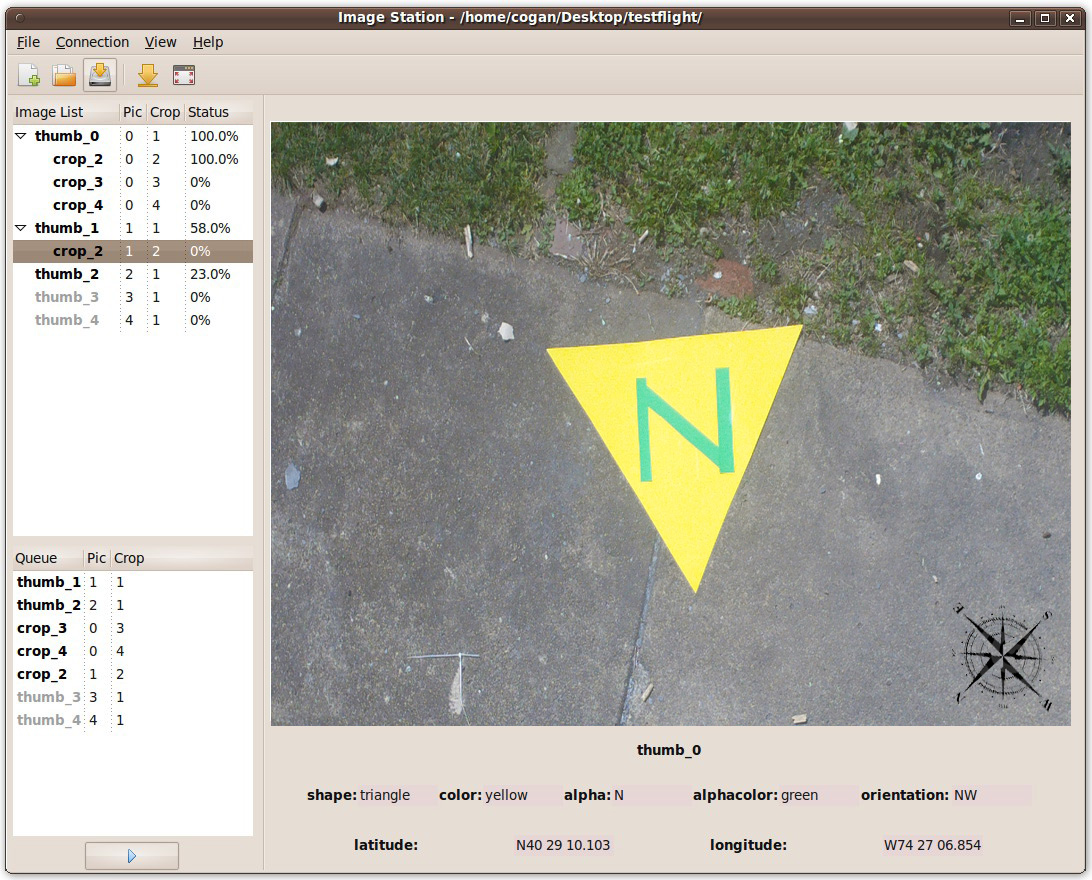 Image Station - /home/cogan/Desktop/testflight/
File Connection View Help
Image List Pic Crop Status
thumb_0 0 1 100.0%
crop_2 0 2 100.0%
crop_3 0 3 0%
crop_4 0 4 0%
thumb_1 1 1 58.0%
crop_2 1 2 0%
thumb_2 2 1 23.0%
thumb_3 3 1 0%
thumb_4 4 1 0%
Queue Pic Crop
thumb_1 1 1
thumb_2 2 1
crop_3 0 3
crop_4 0 4
crop_2 1 2
thumb_3 3 1
thumb_4 4 1
N
E S
N W
thumb_0
shape: triangle color: yellow alpha: N alphacolor: green orientation: NW
latitude: N40 29 10.103 longitude: W74 27 06.854